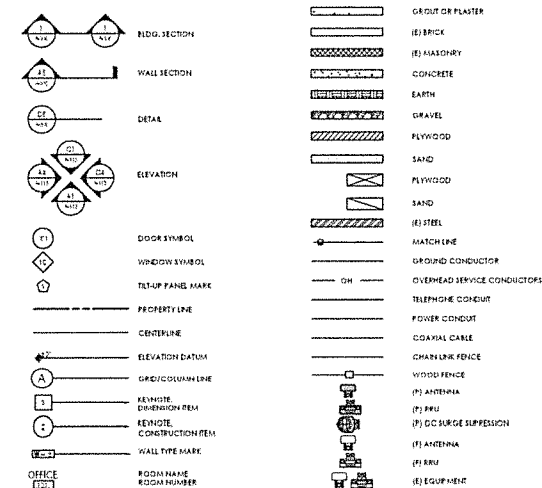 BLDG. SECTION
WALL SECTION
DETAIL
ELEVATION
DOOR SYMBOL
WINDOW SYMBOL
TILT-UP PANEL MARK
PROPERTY LINE
CENTERLINE
ELEVATION DATUM
A
GRID/COLUMN LINE
KEYNOTE,
DIMENSION ITEM
KEYNOTE,
CONSTRUCTION ITEM
WALL TYPE MARK
OFFICE
ROOM NAME
ROOM NUMBER
GROUT OR PLASTER
(E) BRICK
(E) MASONRY
CONCRETE
EARTH
GRAVEL
PLYWOOD
SAND
PLYWOOD
SAND
(E) STEEL
MATCH LINE
GROUND CONDUCTOR
OH
OVERHEAD SERVICE CONDUCTORS
TELEPHONE CONDUIT
POWER CONDUIT
COAXIAL CABLE
CHAIN LINK FENCE
WOOD FENCE
(P) ANTENNA
(P) RRU
(P) DC SURGE SUPRESSION
(F) ANTENNA
(F) RRU
(E) EQUIPMENT